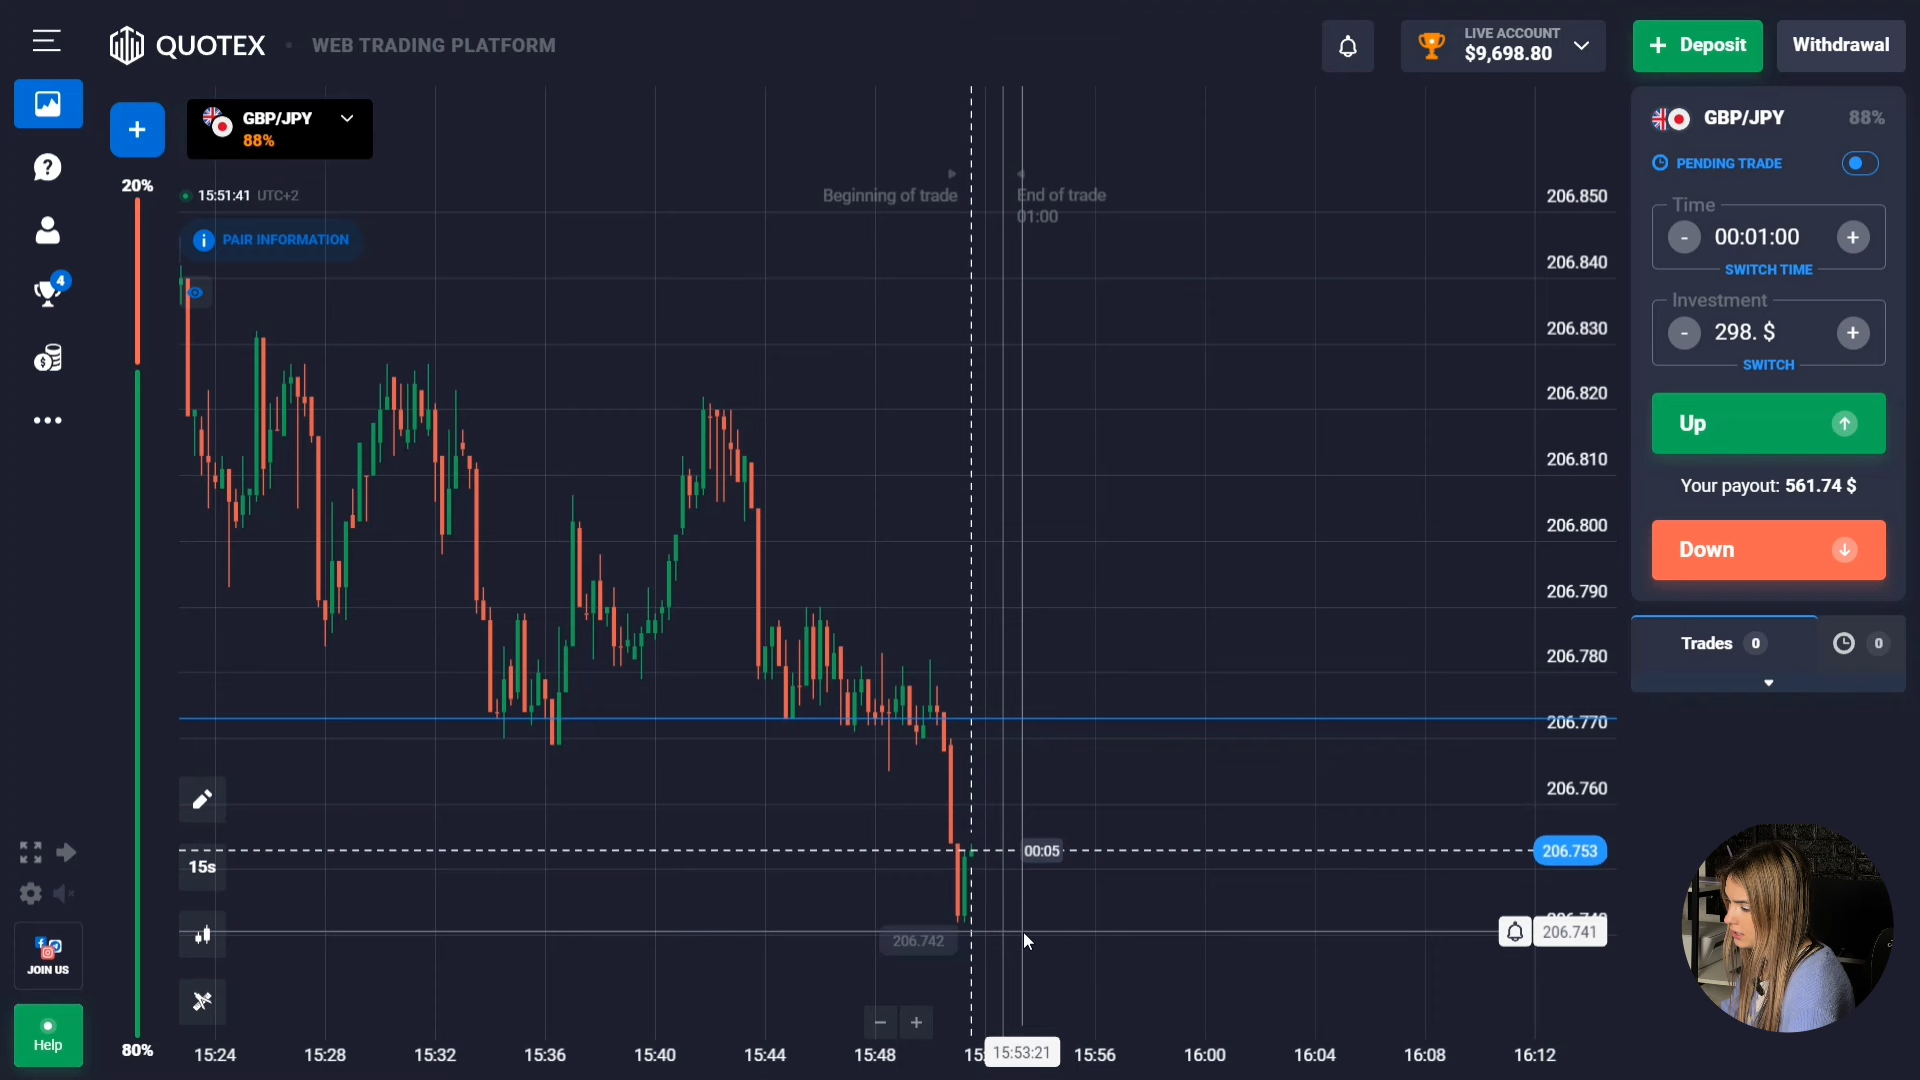 QUOTEX
WEB TRADING PLATFORM
LIVE ACCOUNT
$9,698.80
+ Deposit
Withdrawal
GBP/JPY
88%
20%
15:51:41 UTC+2
PAIR INFORMATION
Beginning of trade
End of trade
01:00
206.850
206.840
206.830
206.820
206.810
206.800
206.790
206.780
206.770
206.760
206.753
206.741
00:05
206.742
GBP/JPY
88%
PENDING TRADE
Time
- 00:01:00 +
SWITCH TIME
Investment
- 298. $ +
SWITCH
Up
Your payout: 561.74 $
Down
Trades 0
0
4
15s
JOIN US
Help
80%
15:24
15:28
15:32
15:36
15:40
15:44
15:48
15:53:21
15:56
16:00
16:04
16:08
16:12